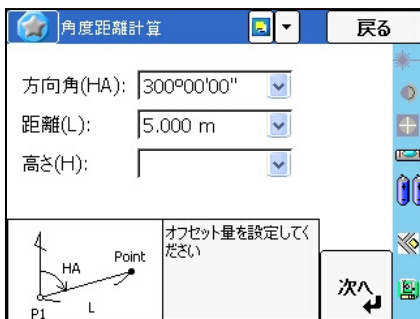 角度距離計算
戻る
方向角(HA): 300º00'00"
距離(L): 5.000 m
高さ(H):
オフセット量を設定してく
ださい
HA
Point
P1
L
次へ